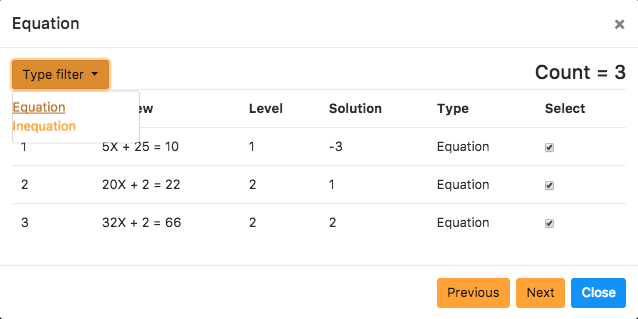 Equation ×
Type filter Count = 3
Equation
ew Level Solution Type Select
Inequation
1 5X + 25 = 10 1 -3 Equation
2 20X + 2 = 22 2 1 Equation
3 32X + 2 = 66 2 2 Equation
Previous Next Close